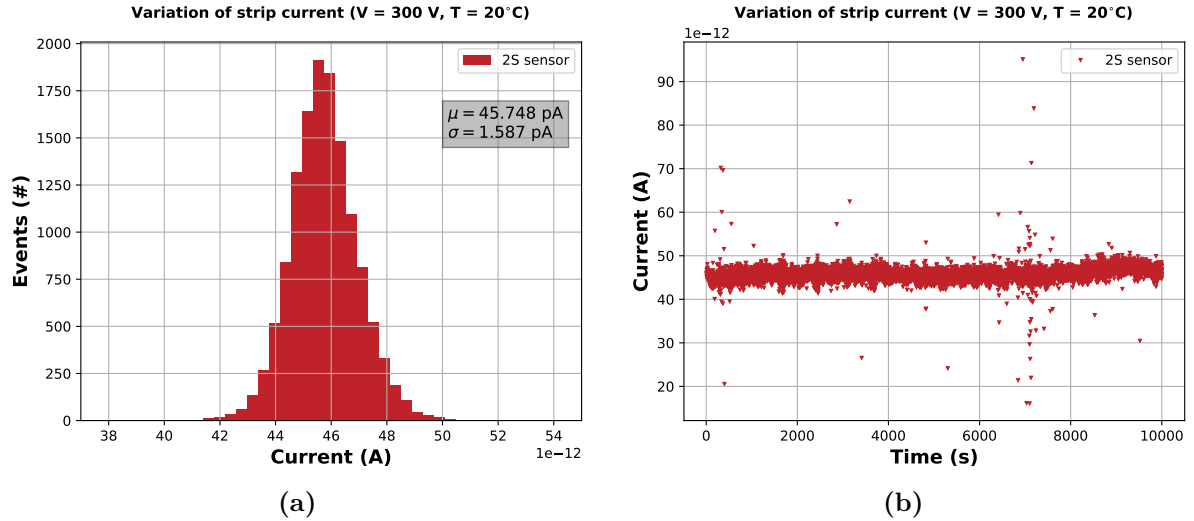 Variation of strip current (V = 300 V, T = 20°C)
2000
1750
1500
1250
1000
750
500
250
0
Events (#)
2S sensor
μ = 45.748 pA
σ = 1.587 pA
38 40 42 44 46 48 50 52 54
1e−12
Current (A)
(a)
Variation of strip current (V = 300 V, T = 20°C)
1e−12
90
80
70
60
50
40
30
20
Current (A)
2S sensor
0 2000 4000 6000 8000 10000
Time (s)
(b)